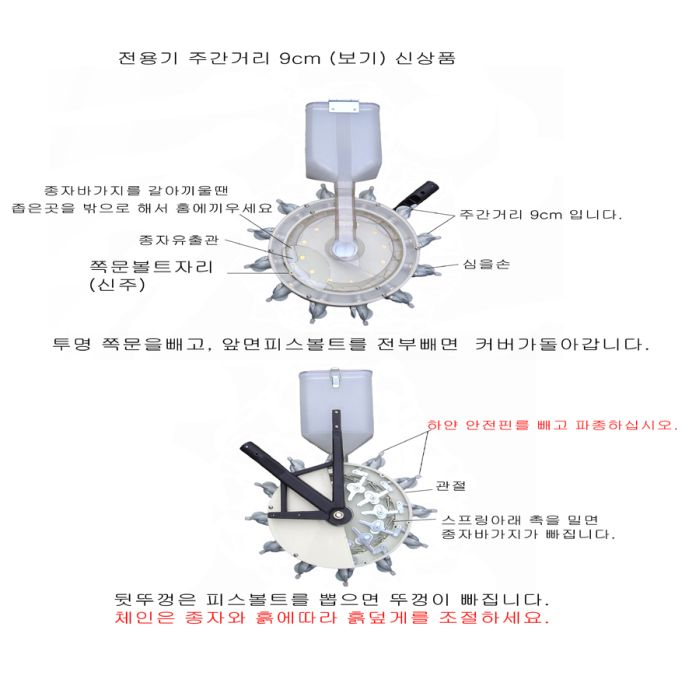 전용기 주간거리 9cm (보기) 신상품
종자바가지를 갈아끼울땐
좁은곳을 밖으로 해서 홈에끼우세요
주간거리 9cm 입니다.
종자유출관
쪽문볼트자리
(신주)
심을손
투명 쪽문을빼고, 앞면피스볼트를 전부빼면 커버가돌아갑니다.
하얀 안전핀를 빼고 파종하십시오.
관절
스프링아래 촉을 밀면
종자바가지가 빠집니다.
뒷뚜껑은 피스볼트를 뽑으면 뚜껑이 빠집니다.
체인은 종자와 흙에따라 흙덮게를 조절하세요.